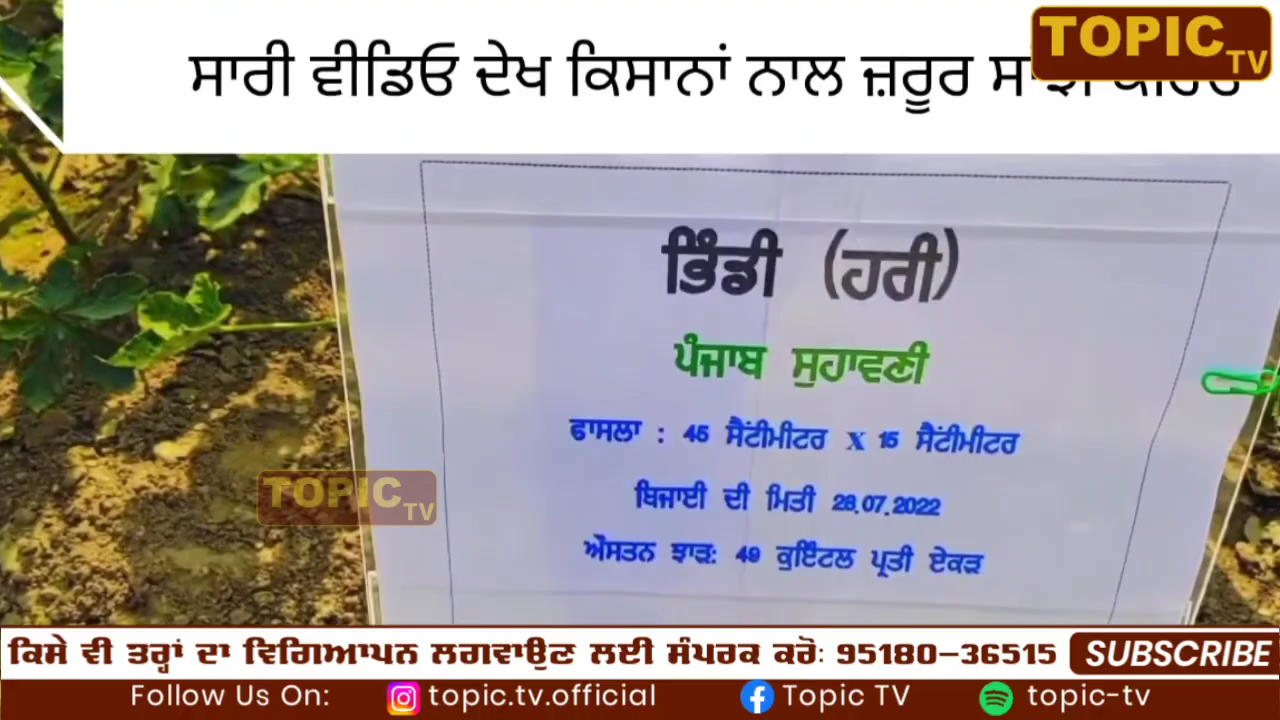 ਸਾਰੀ ਵੀਡਿਓ ਦੇਖ ਕਿਸਾਨਾਂ ਨਾਲ ਜ਼ਰੂਰ
TOPIC TV
ਭਿੰਡੀ (ਹਰੀ)
ਪੰਜਾਬ ਸੁਹਾਵਣੀ
ਫਾਸਲਾ : 45 ਸੈਂਟੀਮੀਟਰ X 15 ਸੈਂਟੀਮੀਟਰ
ਬਿਜਾਈ ਦੀ ਮਿਤੀ 28.07.2022
ਔਸਤਨ ਝਾੜ: 49 ਕੁਇੰਟਲ ਪ੍ਰਤੀ ਏਕੜ
TOPIC TV
ਕਿਸੇ ਵੀ ਤਰ੍ਹਾਂ ਦਾ ਵਿਗਿਆਪਨ ਲਗਵਾਉਣ ਲਈ ਸੰਪਰਕ ਕਰੋ: 95180-36515
SUBSCRIBE
Follow Us On: topic.tv.official Topic TV topic-tv